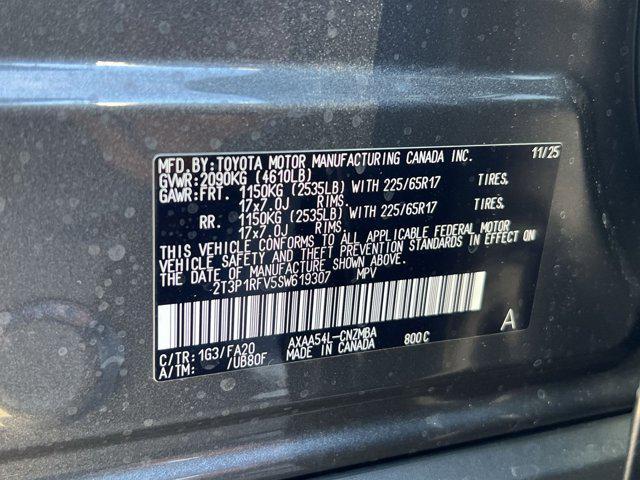 MFD. BY: TOYOTA MOTOR MANUFACTURING CANADA INC. 11/25
GVWR: 2090KG (4610LB)
GAWR: FRT. 1150KG (2535LB) WITH 225/65R17 TIRES.
17x7.0J RIMS.
RR. 1150KG (2535LB) WITH 225/65R17 TIRES.
17x7.0J RIMS.
THIS VEHICLE CONFORMS TO ALL APPLICABLE FEDERAL MOTOR
VEHICLE SAFETY AND THEFT PREVENTION STANDARDS IN EFFECT ON
THE DATE OF MANUFACTURE SHOWN ABOVE.
2T3P1RFV5SW619307 MPV
A
C/TR: 1G3/FA20 AXAA54L-CNZMBA 800C
A/TM: /UB80F MADE IN CANADA